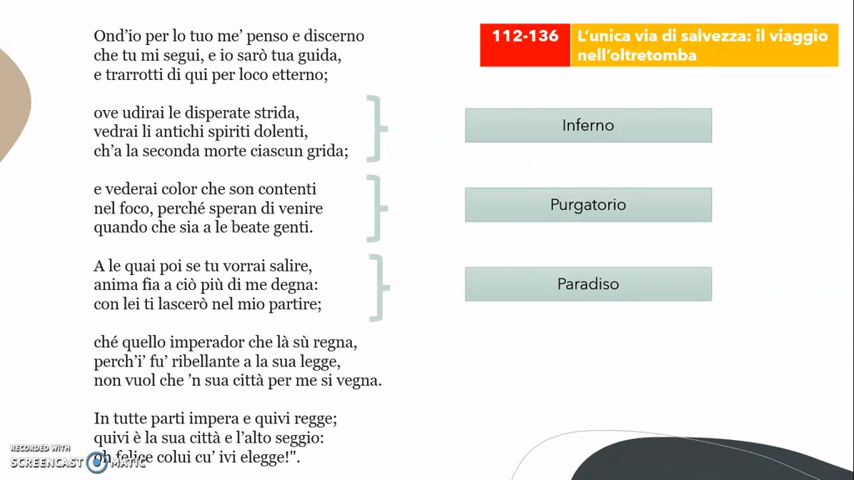 Ond'io per lo tuo me' penso e discerno
che tu mi segui, e io sarò tua guida,
e trarrotti di qui per loco etterno;
ove udirai le disperate strida,
vedrai li antichi spiriti dolenti,
ch'a la seconda morte ciascun grida;
e vederai color che son contenti
nel foco, perché speran di venire
quando che sia a le beate genti.
A le quai poi se tu vorrai salire,
anima fia a ciò più di me degna:
con lei ti lascerò nel mio partire;
ché quello imperador che là sù regna,
perch'i' fu' ribellante a la sua legge,
non vuol che 'n sua città per me si vegna.
In tutte parti impera e quivi regge;
quivi è la sua città e l'alto seggio:
oh felice colui cu' ivi elegge!".
112-136
L'unica via di salvezza: il viaggio
nell'oltretomba
Inferno
Purgatorio
Paradiso
RECORDED WITH
SCREENCAST MATIC